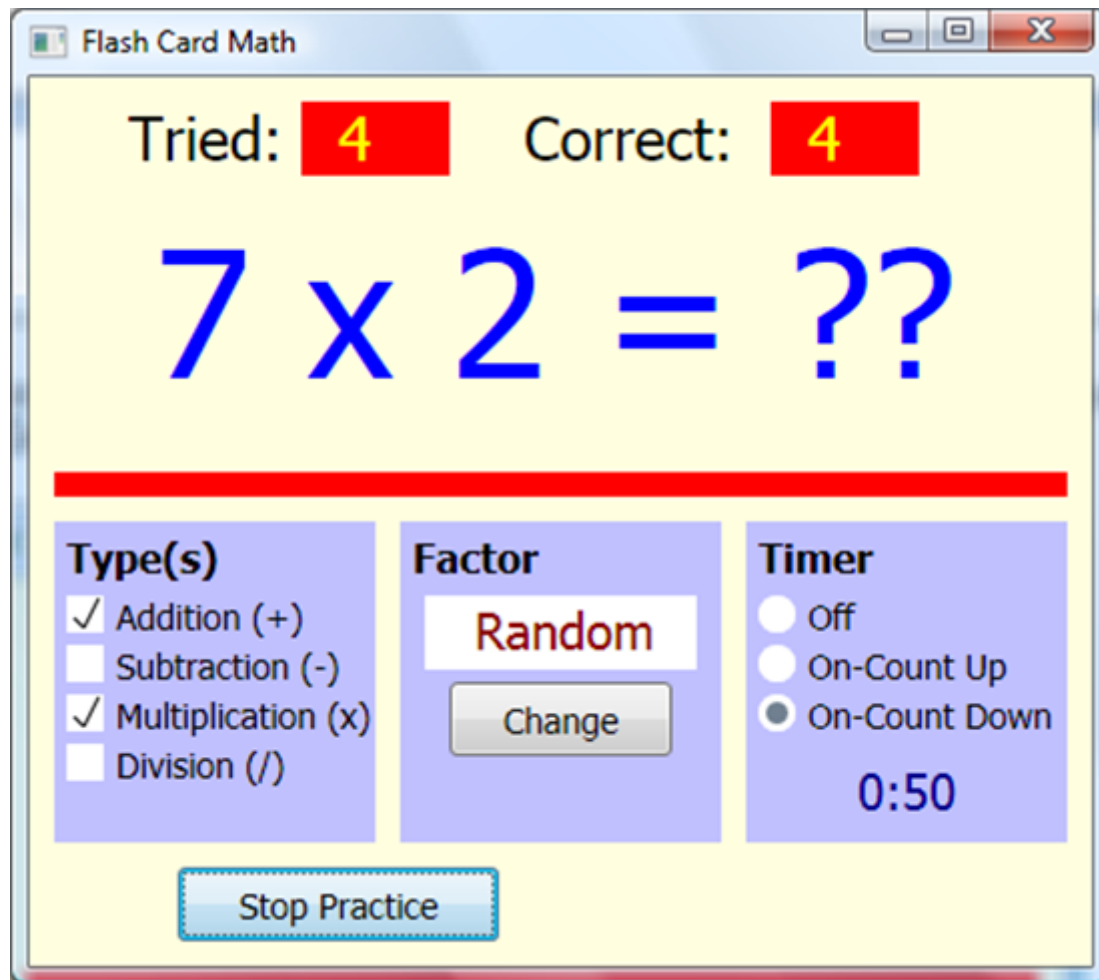 Flash Card Math
Tried: 4 Correct: 4
7 x 2 = ??
Type(s)
Addition (+)
Subtraction (-)
Multiplication (x)
Division (/)
Factor
Random
Change
Timer
Off
On-Count Up
On-Count Down
0:50
Stop Practice